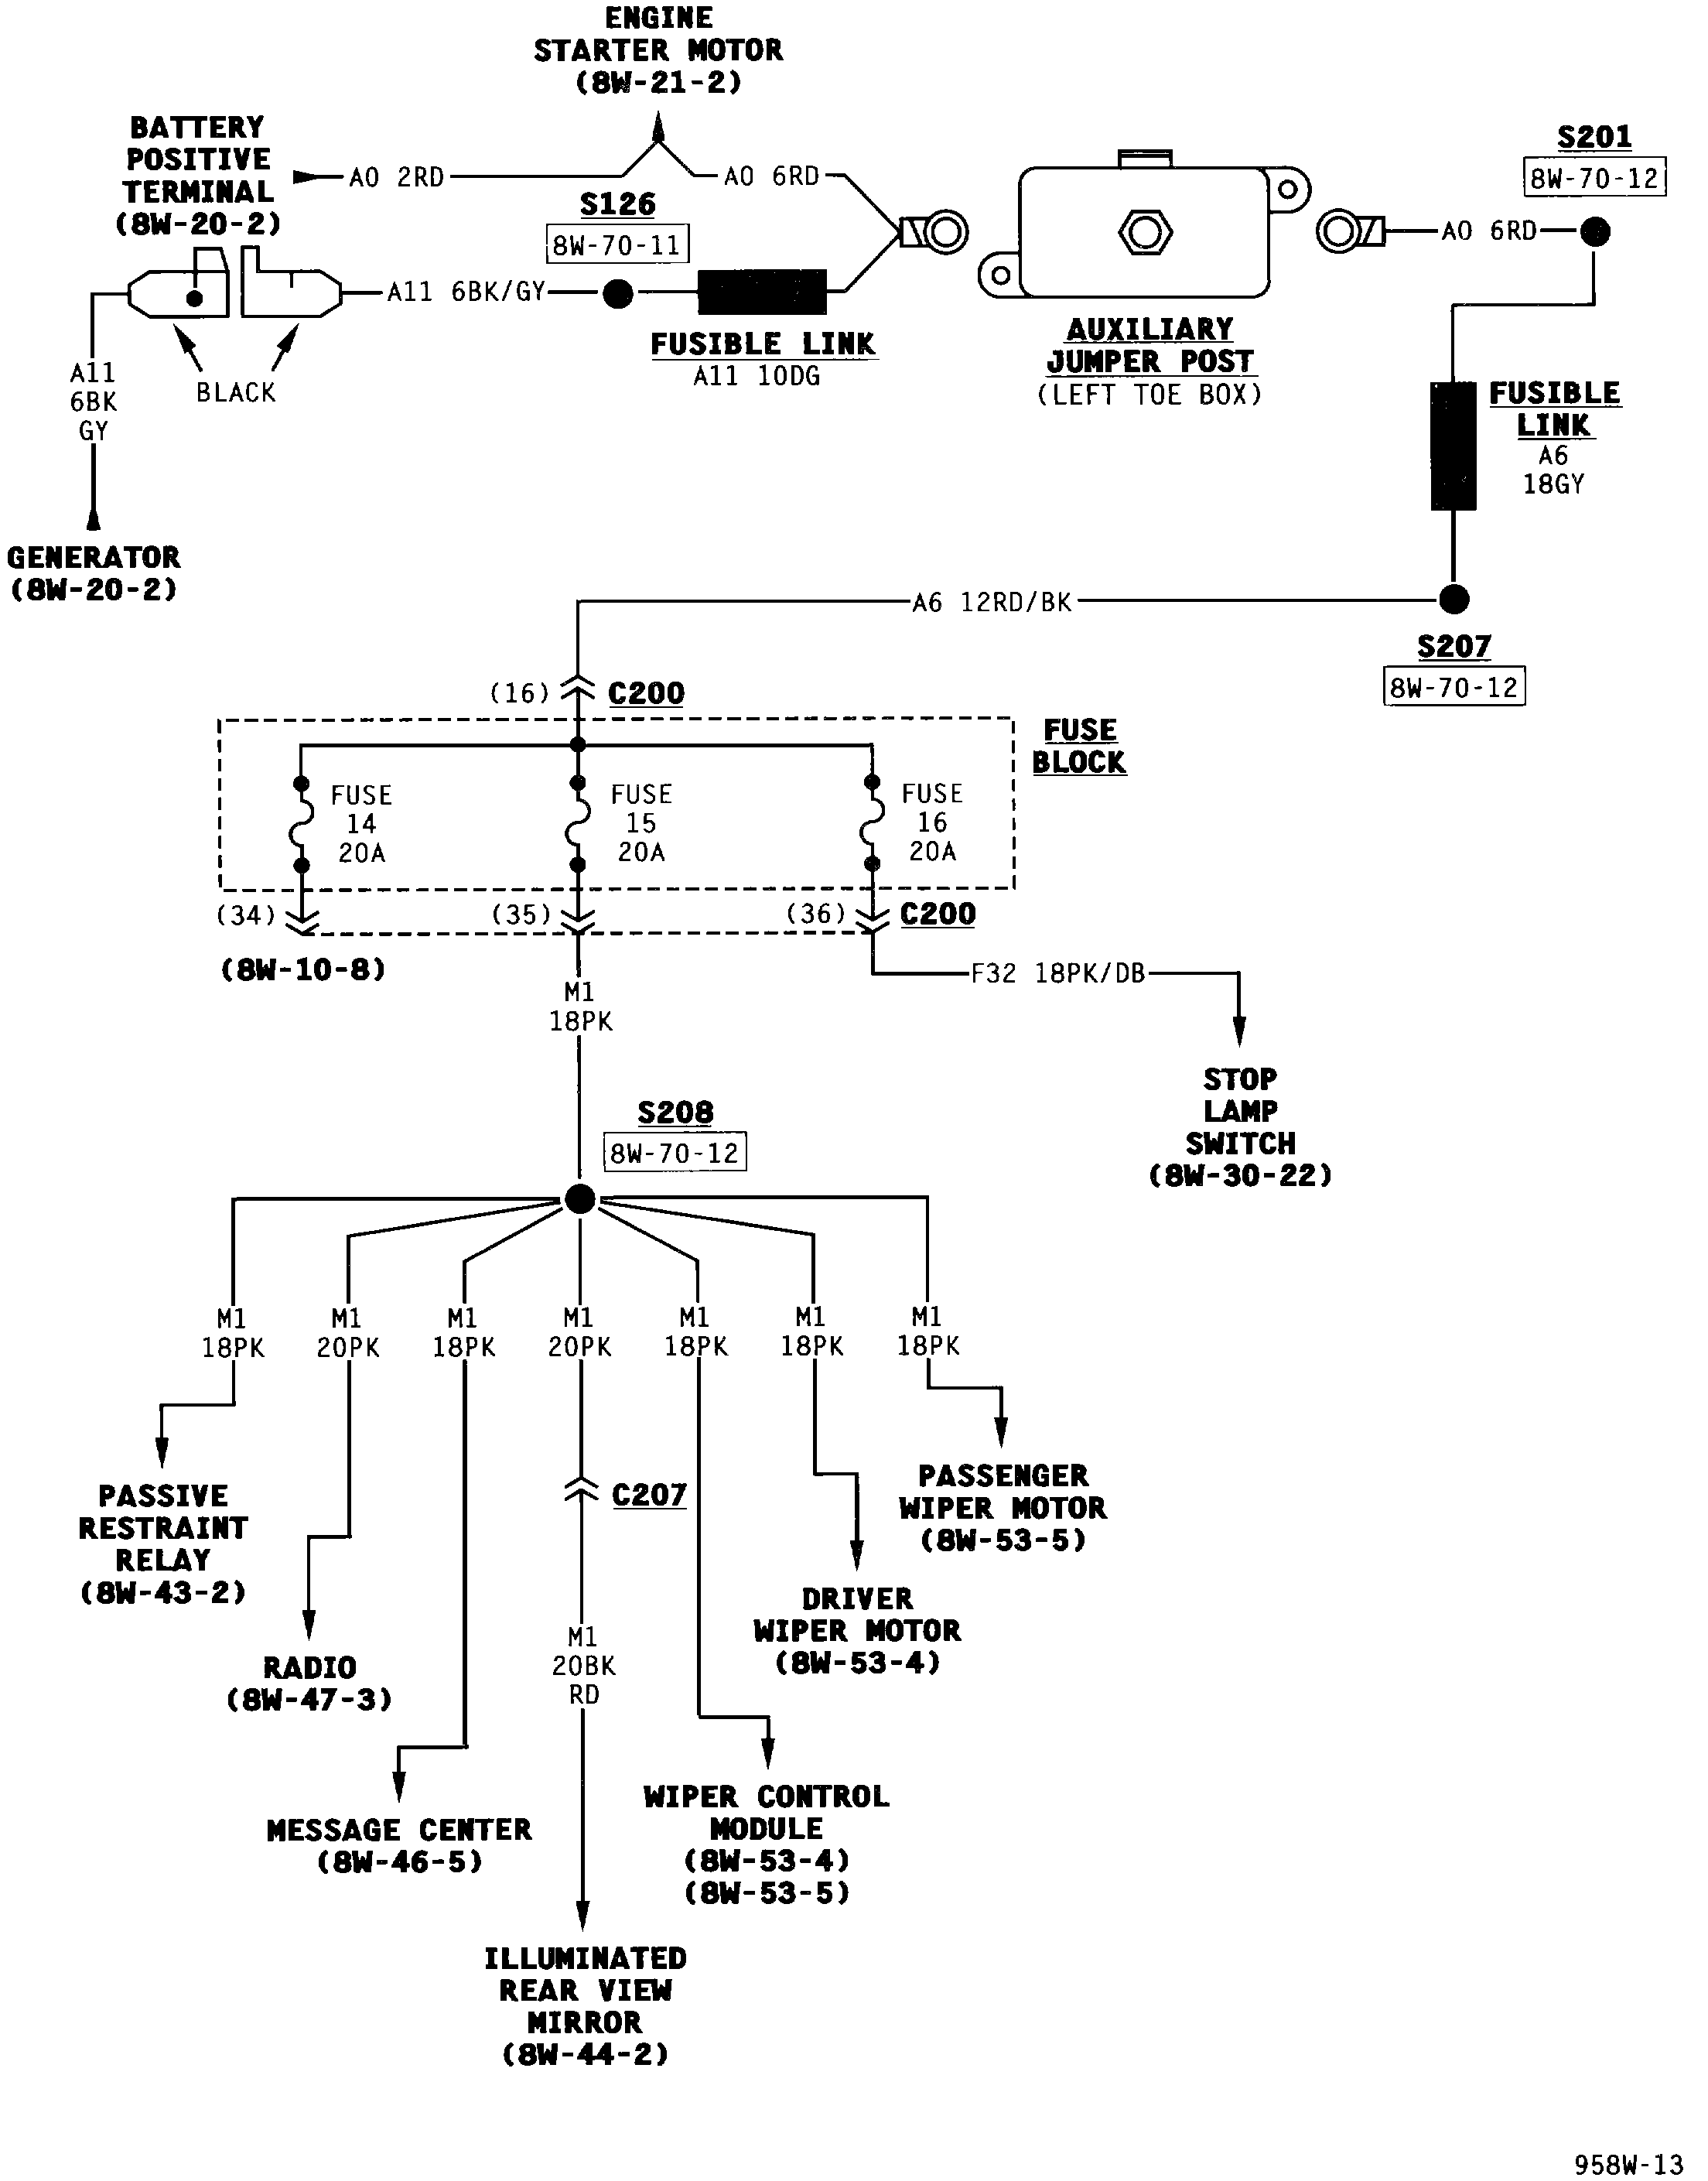 ENGINE
STARTER MOTOR
(8W-21-2)
BATTERY
POSITIVE
TERMINAL
(8W-20-2)
A0 2RD
A0 6RD
S126
8W-70-11
S201
8W-70-12
A0 6RD
A11 6BK/GY
FUSIBLE LINK
A11 10DG
AUXILIARY
JUMPER POST
(LEFT TOE BOX)
A11
6BK
GY
BLACK
FUSIBLE
LINK
A6
18GY
GENERATOR
(8W-20-2)
A6 12RD/BK
S207
8W-70-12
(16)
C200
FUSE
BLOCK
FUSE
14
20A
FUSE
15
20A
FUSE
16
20A
(34)
(35)
(36)
C200
(8W-10-8)
M1
18PK
F32 18PK/DB
STOP
LAMP
SWITCH
(8W-30-22)
S208
8W-70-12
M1
18PK
M1
20PK
M1
18PK
M1
20PK
M1
18PK
M1
18PK
M1
18PK
PASSIVE
RESTRAINT
RELAY
(8W-43-2)
C207
PASSENGER
WIPER MOTOR
(8W-53-5)
DRIVER
WIPER MOTOR
(8W-53-4)
RADIO
(8W-47-3)
M1
20BK
RD
MESSAGE CENTER
(8W-46-5)
WIPER CONTROL
MODULE
(8W-53-4)
(8W-53-5)
ILLUMINATED
REAR VIEW
MIRROR
(8W-44-2)
958W-13